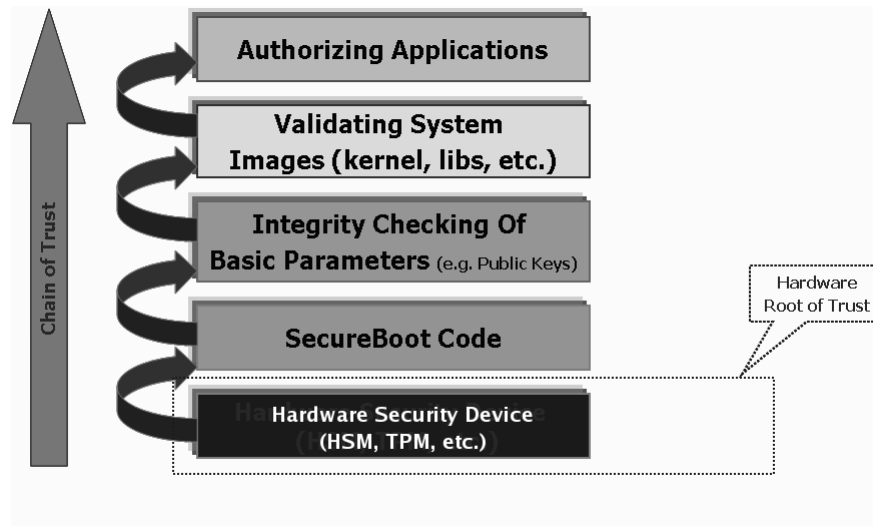 Authorizing Applications
Validating System
Images (kernel, libs, etc.)
Integrity Checking Of
Basic Parameters (e.g. Public Keys)
SecureBoot Code
Hardware Security Device
(HSM, TPM, etc.)
Chain of Trust
Hardware
Root of Trust